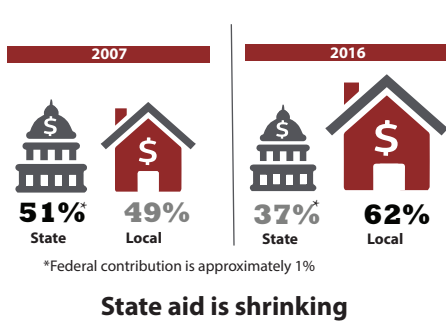 2007
2016
$
$
$
$
51%* 49% 37%* 62%
State Local State Local
*Federal contribution is approximately 1%
State aid is shrinking